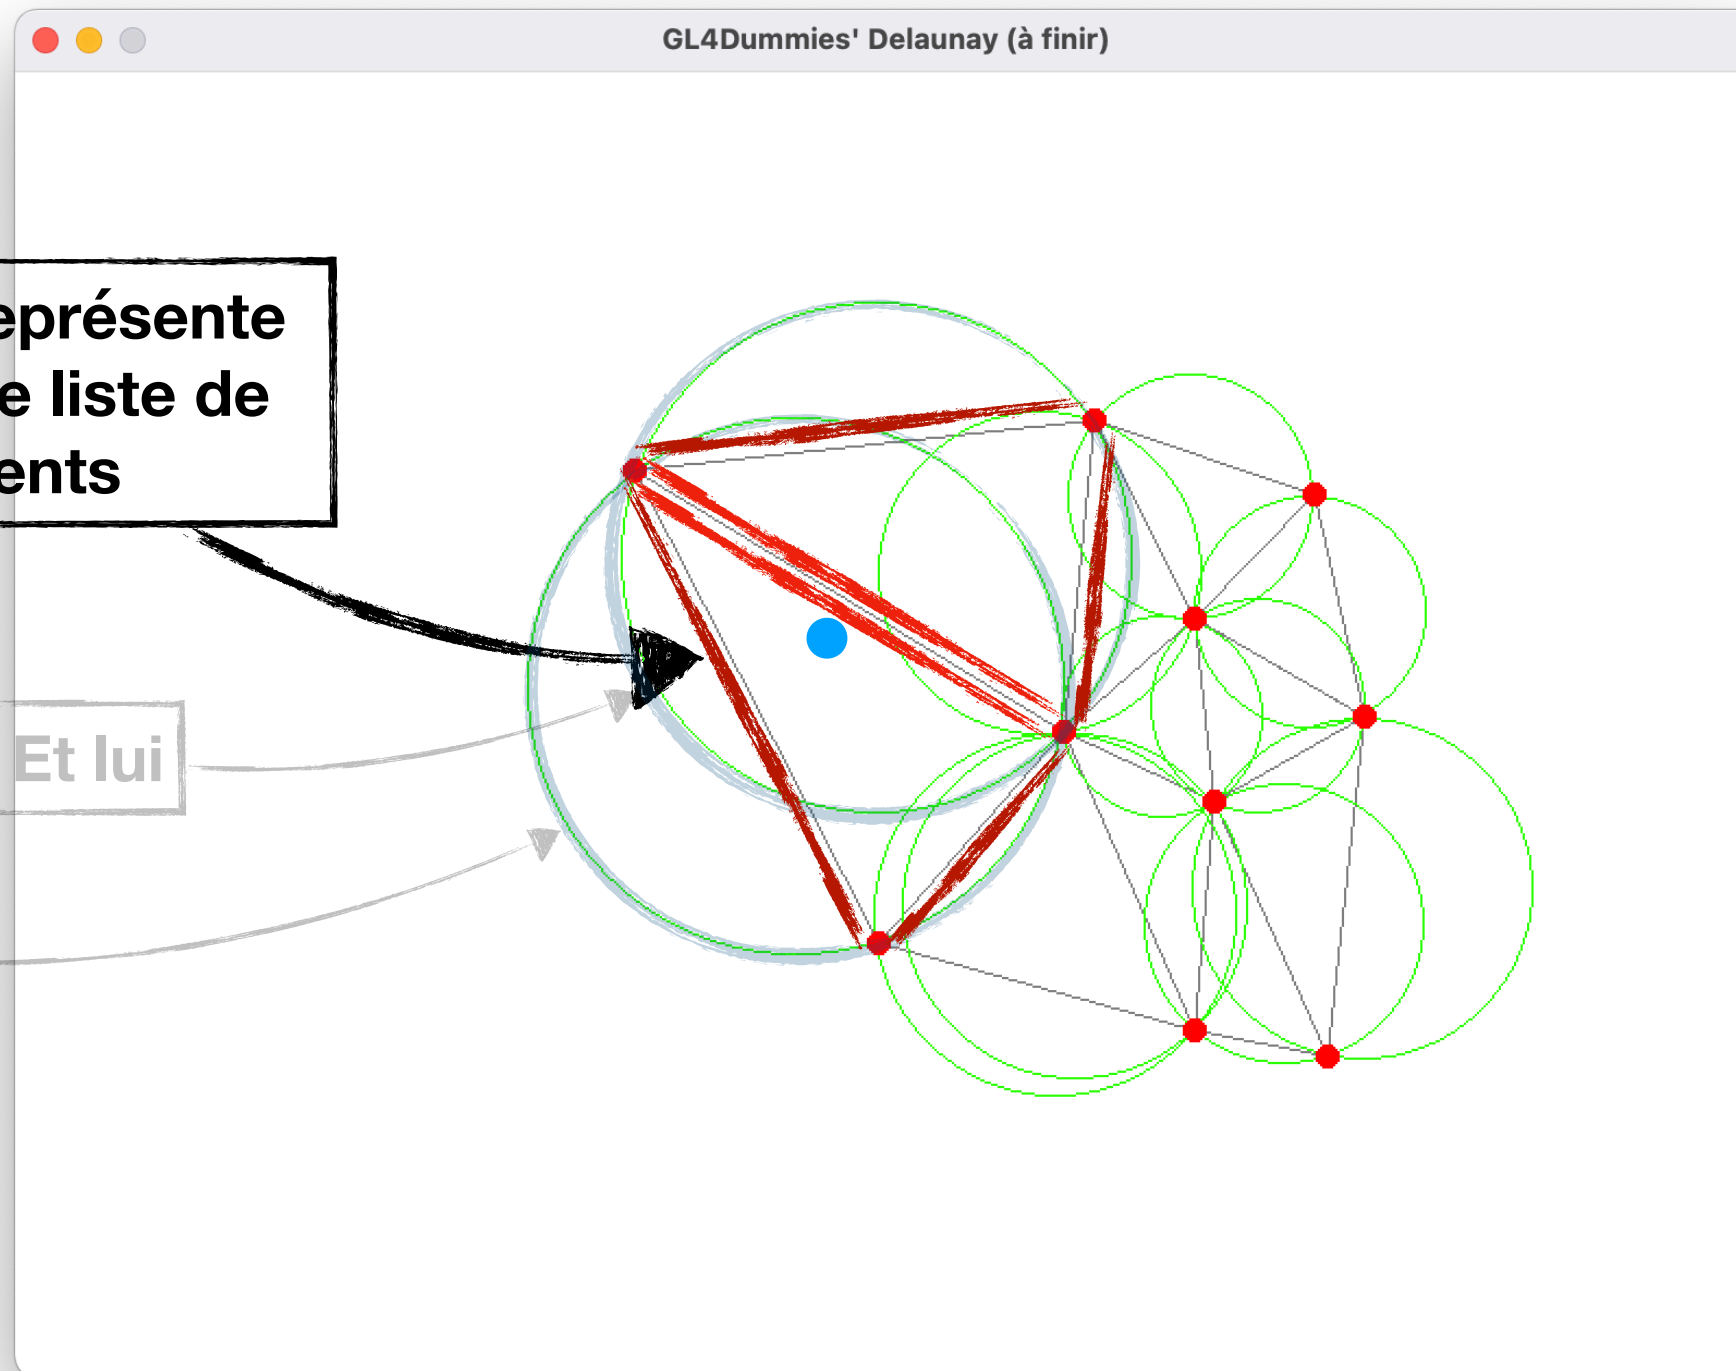 GL4Dummies' Delaunay (à finir)
eprésente
e liste de
ents
Et lui